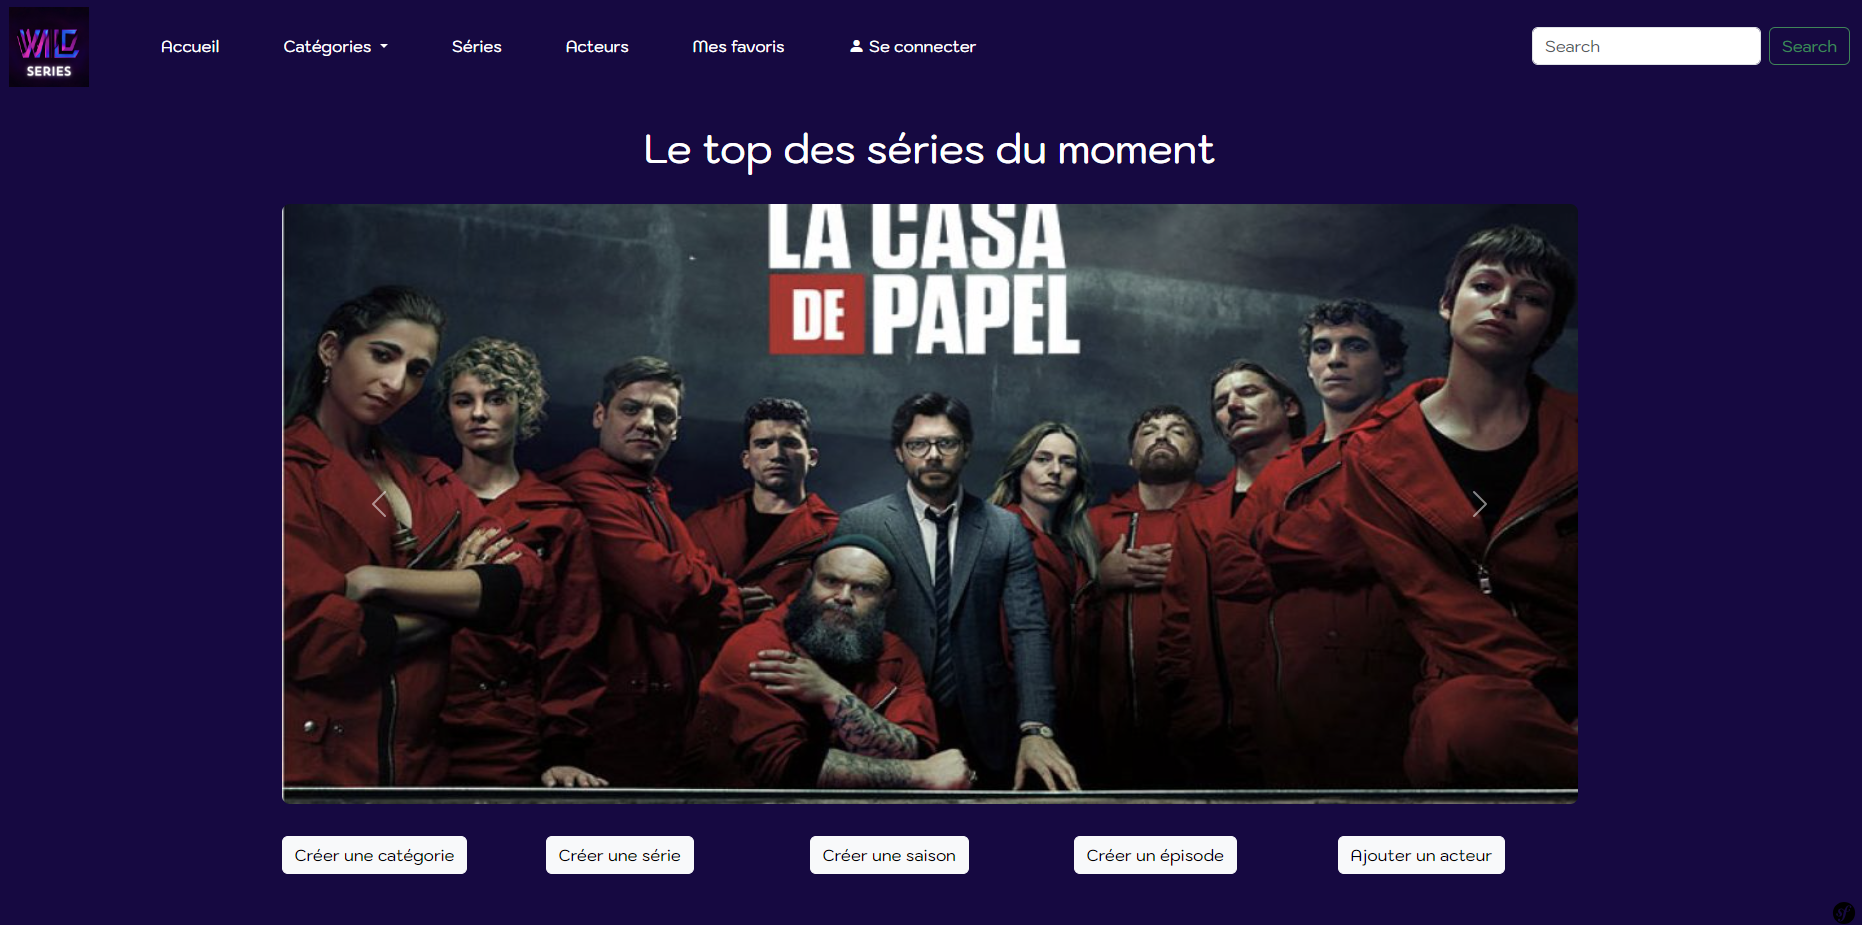 WILD
SERIES
Accueil
Catégories
Séries
Acteurs
Mes favoris
Se connecter
Search
Search
Le top des séries du moment
LA CASA
DE PAPEL
Créer une catégorie
Créer une série
Créer une saison
Créer un épisode
Ajouter un acteur
sf